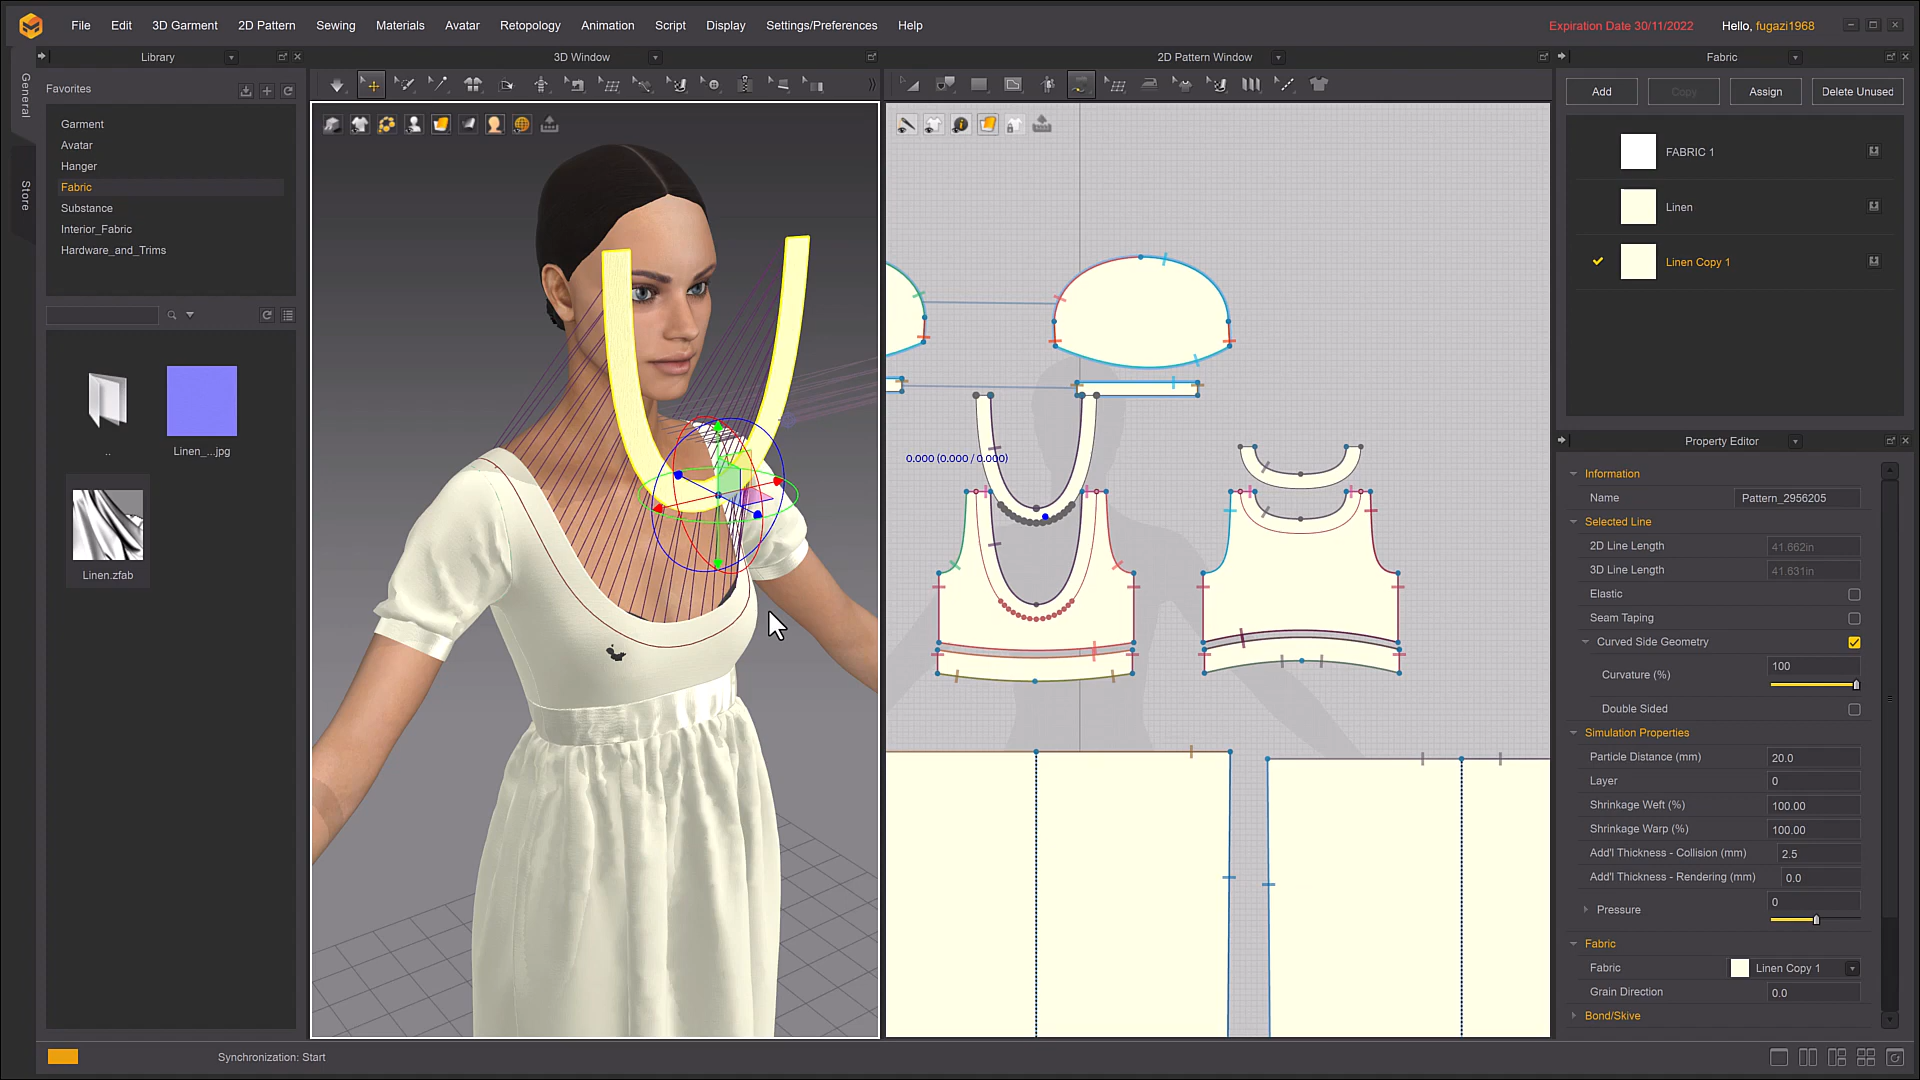 File Edit 3D Garment 2D Pattern Sewing Materials Avatar Retopology Animation Script Display Settings/Preferences Help
Expiration Date 30/11/2022 Hello, fugazi1968
Library
3D Window
2D Pattern Window
Fabric
General
Store
Favorites
Garment
Avatar
Hanger
Fabric
Substance
Interior_Fabric
Hardware_and_Trims
..
Linen_...jpg
Linen.zfab
0.000 (0.000 / 0.000)
Add Copy Assign Delete Unused
FABRIC 1
Linen
Linen Copy 1
Property Editor
Information
Name Pattern_2956205
Selected Line
2D Line Length 41.662in
3D Line Length 41.631in
Elastic
Seam Taping
Curved Side Geometry
Curvature (%) 100
Double Sided
Simulation Properties
Particle Distance (mm) 20.0
Layer 0
Shrinkage Weft (%) 100.00
Shrinkage Warp (%) 100.00
Add'l Thickness - Collision (mm) 2.5
Add'l Thickness - Rendering (mm) 0.0
Pressure 0
Fabric
Fabric Linen Copy 1
Grain Direction 0.0
Bond/Skive
Synchronization: Start